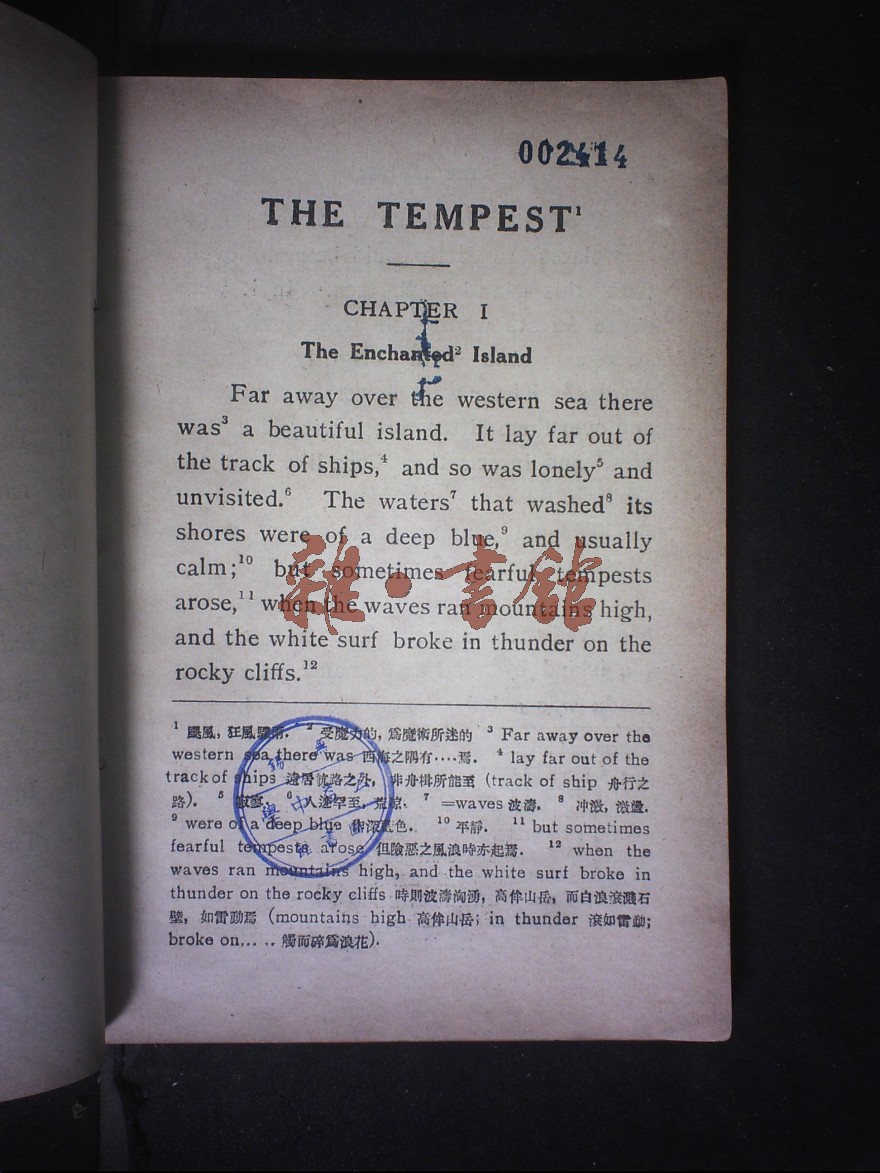 002414
THE TEMPEST¹
CHAPTER I
The Enchanted² Island
Far away over the western sea there
was³ a beautiful island. It lay far out of
the track of ships,⁴ and so was lonely⁵ and
unvisited.⁶ The waters⁷ that washed⁸ its
shores were of a deep blue,⁹ and usually
calm;¹⁰ but sometimes fearful tempests
arose,¹¹ when the waves ran mountains high,
and the white surf broke in thunder on the
rocky cliffs.¹²
雜·書館
¹ 颶風, 狂風驟雨. ² 受魔力的, 爲魔術所迷的 ³ Far away over the
western sea there was 西海之隅有....焉. ⁴ lay far out of the
track of ships 遠居航路之外, 非舟楫所能至 (track of ship 舟行之
路). ⁵ 寂寥. ⁶ 人迹罕至, 荒凉. ⁷ =waves 波濤. ⁸ 冲激, 激盪.
⁹ were of a deep blue 作深藍色. ¹⁰ 平靜. ¹¹ but sometimes
fearful tempests arose 但險惡之風浪時亦起焉. ¹² when the
waves ran mountains high, and the white surf broke in
thunder on the rocky cliffs 時則波濤洶湧, 高侔山岳, 而白浪滾濺石
壁, 如雷動焉 (mountains high 高侔山岳; in thunder 滾如雷動;
broke on..... 觸而碎爲浪花).